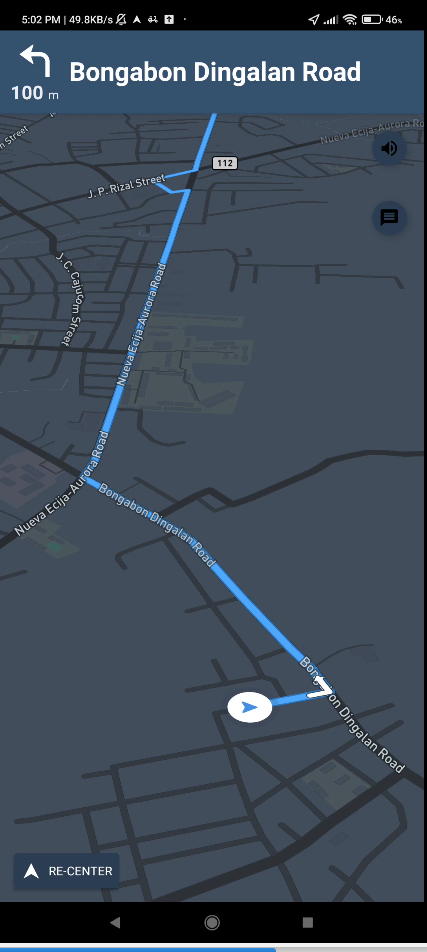 5:02 PM | 49.8KB/s
46%
Bongabon Dingalan Road
100 m
Nueva Ecija-Aurora Ro
112
J. P. Rizal Street
J. C. Cajucom Street
Nueva Ecija-Aurora Road
Nueva Ecija-Aurora Road
Bongabon Dingalan Road
Bongabon Dingalan Road
RE-CENTER